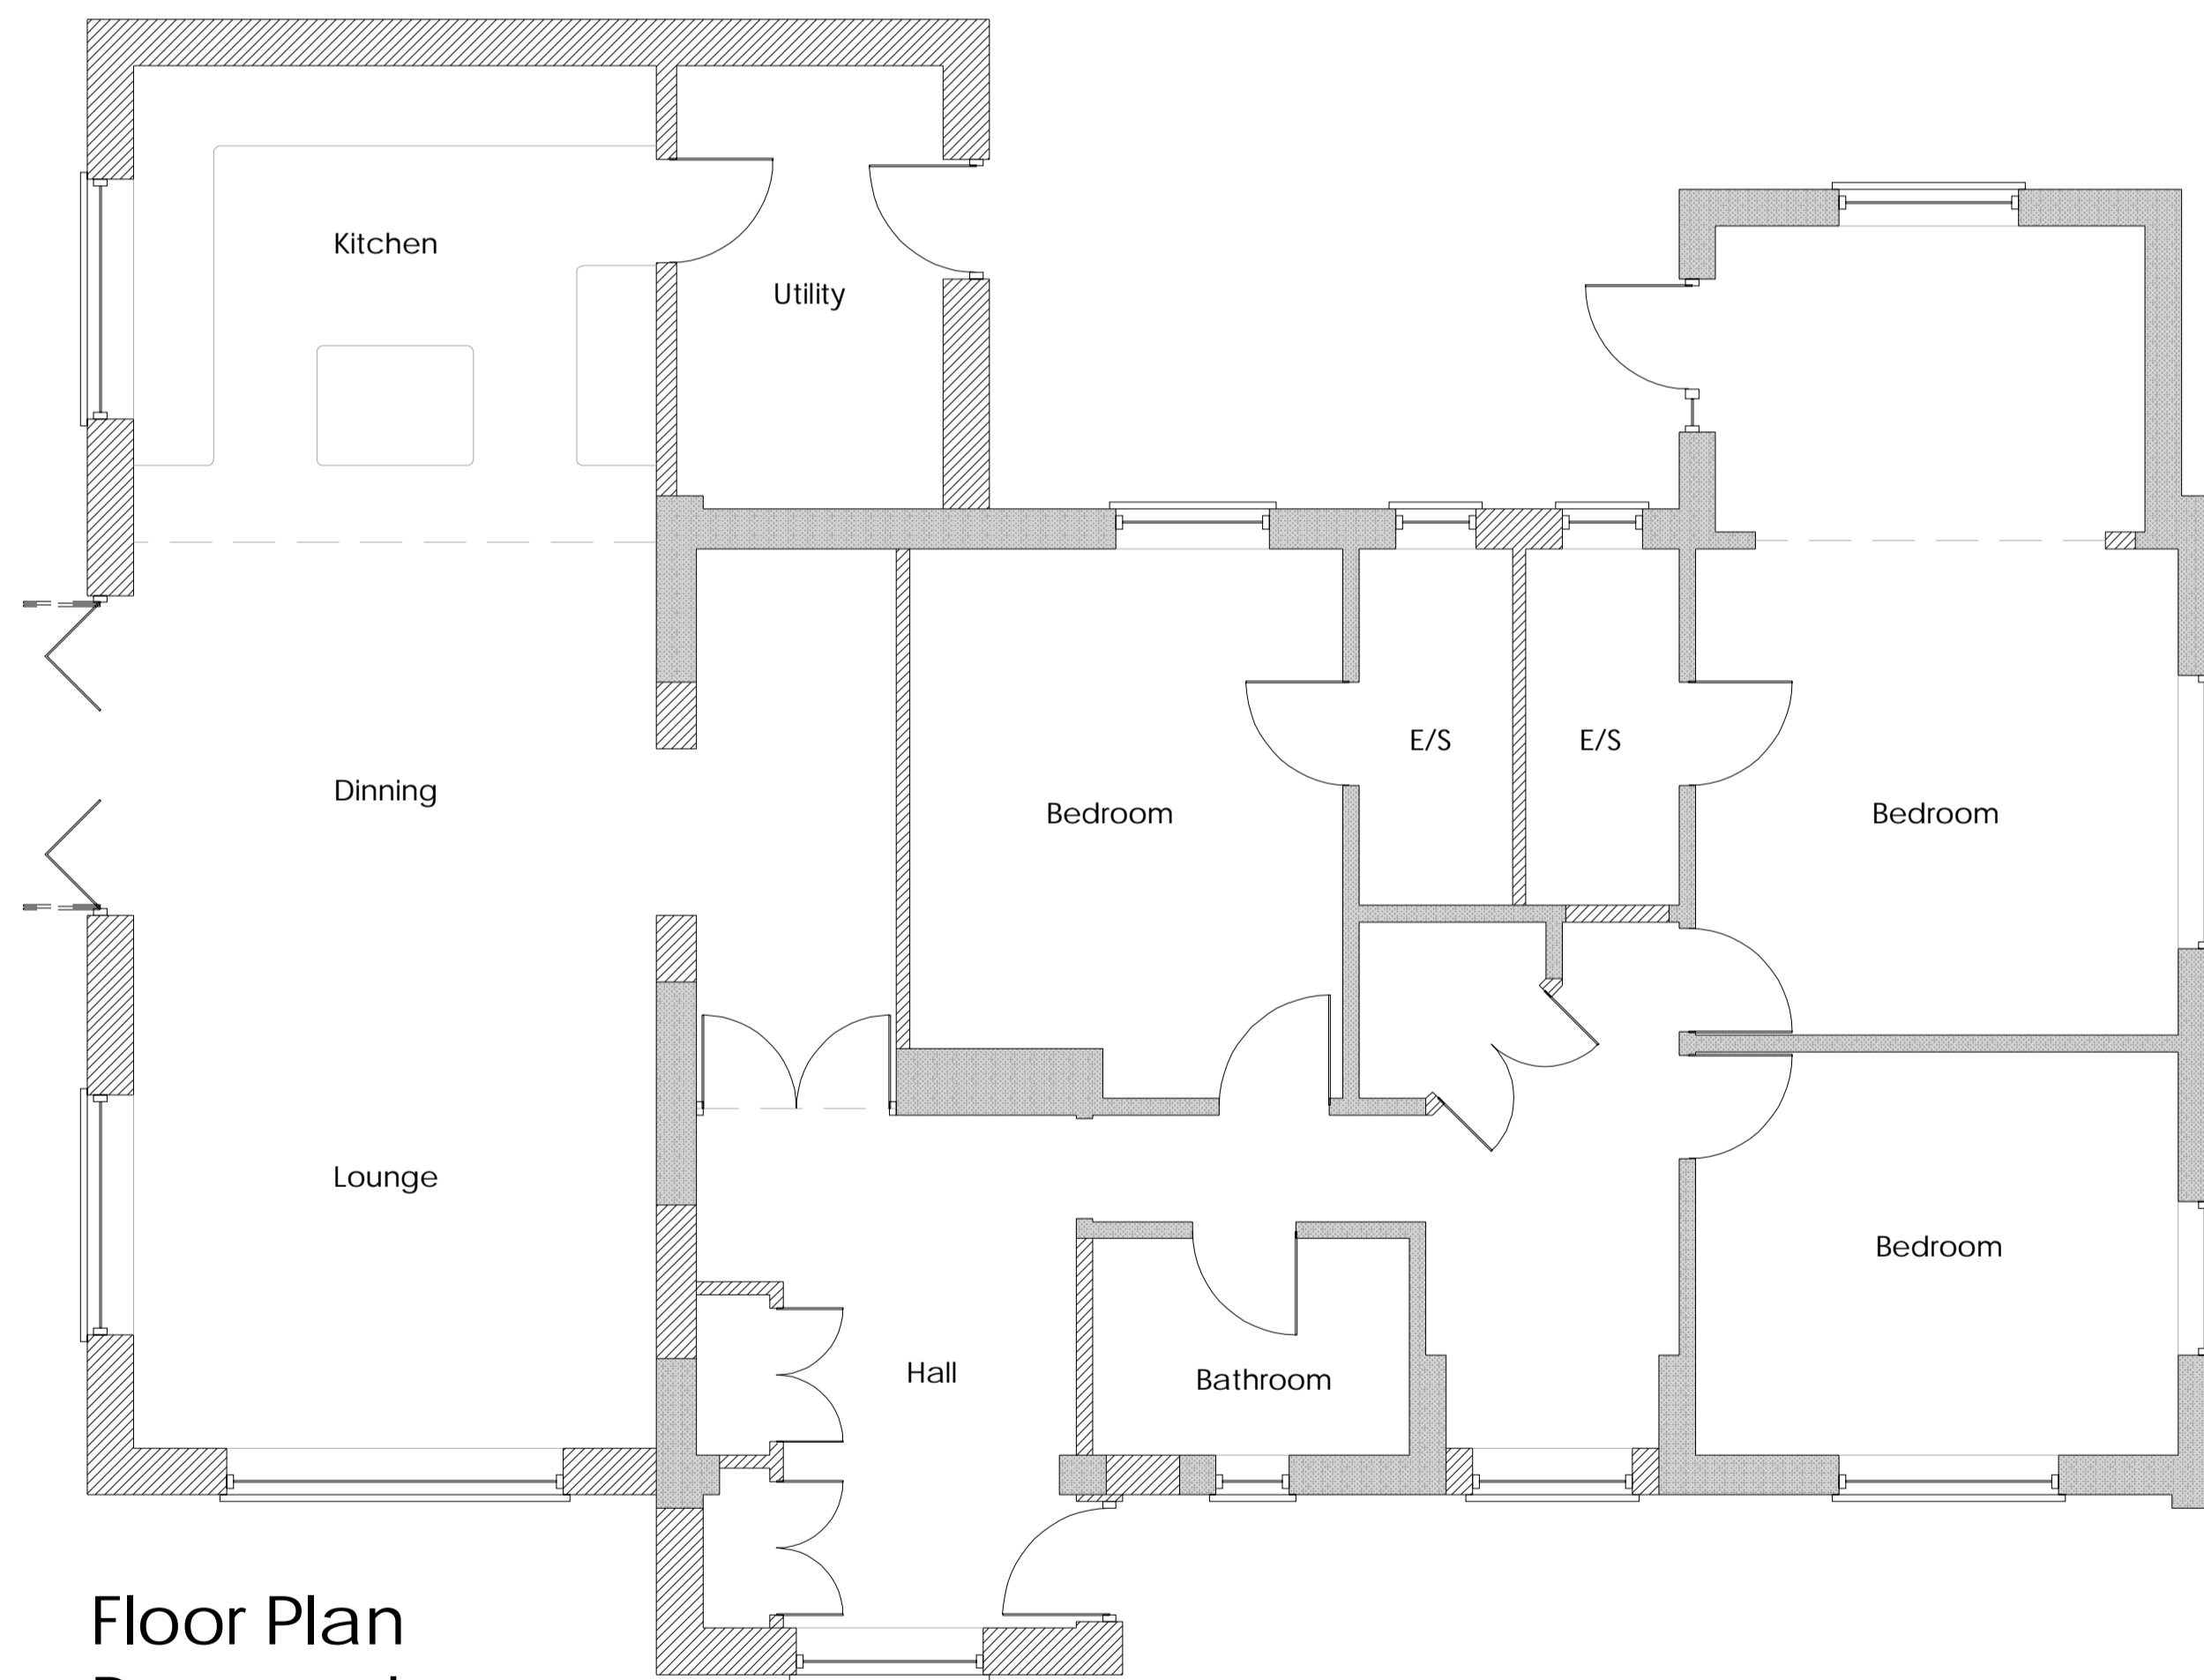 Kitchen
Utility
Dinning
E/S
E/S
Bedroom
Bedroom
Lounge
Bedroom
Hall
Bathroom
Floor Plan